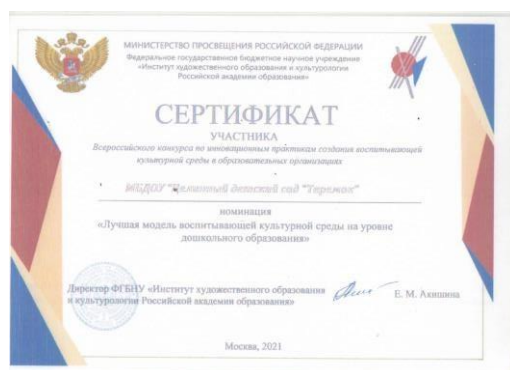 МИНИСТЕРСТВО ПРОСВЕЩЕНИЯ РОССИЙСКОЙ ФЕДЕРАЦИИ
Федеральное государственное бюджетное научное учреждение
«Институт художественного образования и культурологии
Российской академии образования»
СЕРТИФИКАТ
УЧАСТНИКА
Всероссийского конкурса по инновационным практикам создания воспитывающей
культурной среды в образовательных организациях
детский сад "Теремок"
номинация
«Лучшая модель воспитывающей культурной среды на уровне
дошкольного образования»
Директор ФГБНУ «Институт художественного образования
и культурологии Российской академии образования»
Е. М. Акишина
Москва, 2021